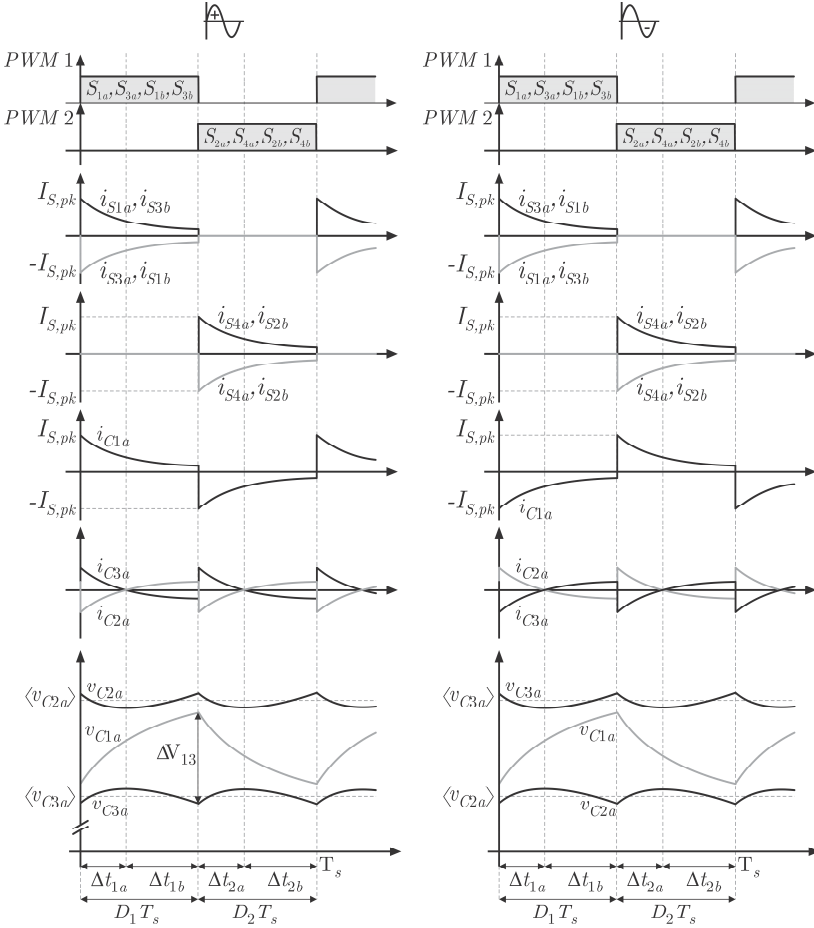 +
PWM 1
S1a,S3a,S1b,S3b
PWM 2
S2a,S4a,S2b,S4b
IS,pk
iS1a,iS3b
-IS,pk
iS3a,iS1b
IS,pk
iS4a,iS2b
-IS,pk
iS4a,iS2b
IS,pk
iC1a
-IS,pk
iC3a
iC2a
⟨vC2a⟩
vC2a
vC1a
ΔV13
⟨vC3a⟩
vC3a
Ts
Δt1a
Δt1b
Δt2a
Δt2b
D1Ts
D2Ts
-
PWM 1
S1a,S3a,S1b,S3b
PWM 2
S2a,S4a,S2b,S4b
IS,pk
iS3a,iS1b
-IS,pk
iS1a,iS3b
IS,pk
iS4a,iS2b
-IS,pk
iS4a,iS2b
IS,pk
-IS,pk
iC1a
iC2a
iC3a
⟨vC3a⟩
vC3a
vC1a
⟨vC2a⟩
vC2a
Ts
Δt1a
Δt1b
Δt2a
Δt2b
D1Ts
D2Ts